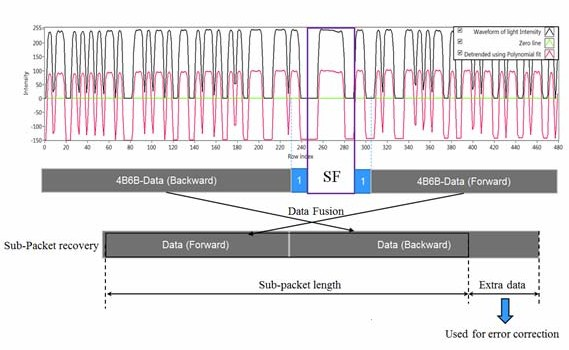 Waveform of light Intensity
Zero line
Detrended using Polynomial fit
Intensity
255
200
150
100
50
0
-50
-100
-150
0 20 40 60 80 100 120 140 160 180 200 220 240 260 280 300 320 340 360 380 400 420 440 460 480
Row Index
4B6B-Data (Backward)
1
SF
1
4B6B-Data (Forward)
Data Fusion
Sub-Packet recovery
Data (Forward)
Data (Backward)
Sub-packet length
Extra data
Used for error correction